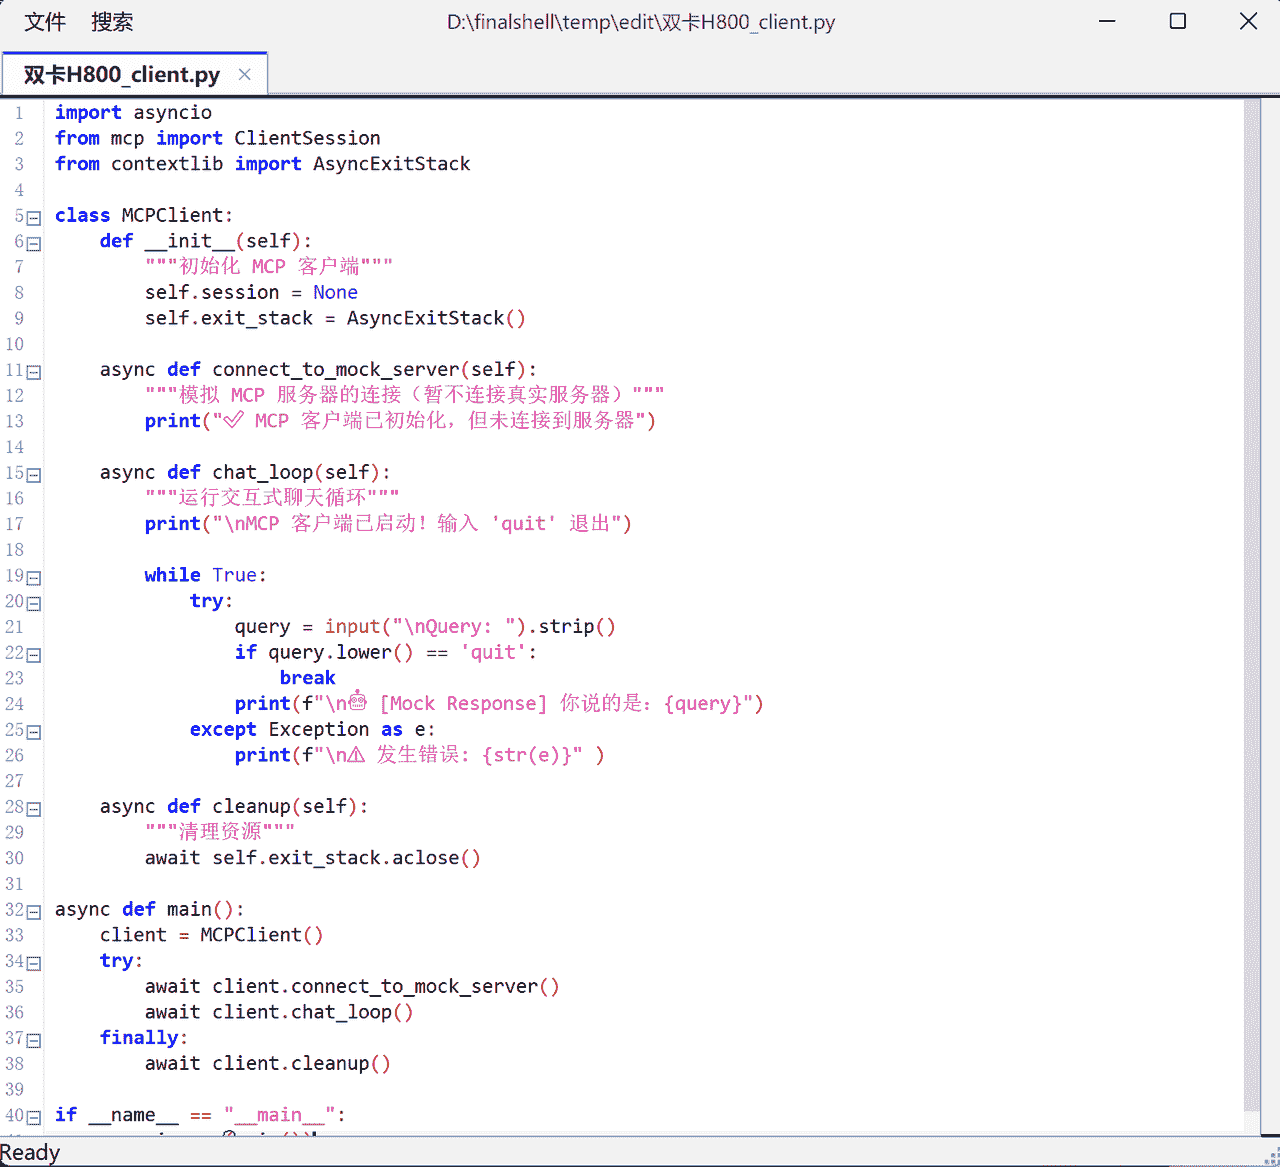 文件 搜索 D:\finalshell\temp\edit\双卡H800_client.py
双卡H800_client.py
1 import asyncio
2 from mcp import ClientSession
3 from contextlib import AsyncExitStack
4
5 class MCPClient:
6     def __init__(self):
7         """初始化 MCP 客户端"""
8         self.session = None
9         self.exit_stack = AsyncExitStack()
10
11     async def connect_to_mock_server(self):
12         """模拟 MCP 服务器的连接（暂不连接真实服务器）"""
13         print("✅ MCP 客户端已初始化，但未连接到服务器")
14
15     async def chat_loop(self):
16         """运行交互式聊天循环"""
17         print("\nMCP 客户端已启动！输入 'quit' 退出")
18
19         while True:
20             try:
21                 query = input("\nQuery: ").strip()
22                 if query.lower() == 'quit':
23                     break
24                 print(f"\n🤖 [Mock Response] 你说的是：{query}")
25             except Exception as e:
26                 print(f"\n⚠ 发生错误: {str(e)}" )
27
28     async def cleanup(self):
29         """清理资源"""
30         await self.exit_stack.aclose()
31
32 async def main():
33     client = MCPClient()
34     try:
35         await client.connect_to_mock_server()
36         await client.chat_loop()
37     finally:
38         await client.cleanup()
39
40 if __name__ == "__main__":
Ready